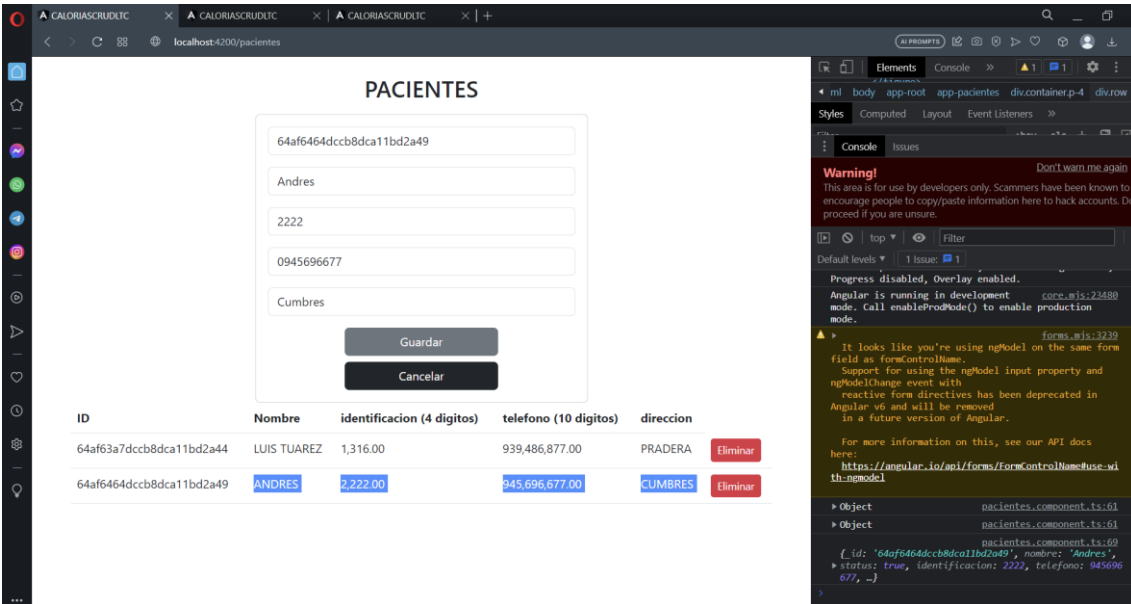 CALORIASCRUDLTC
CALORIASCRUDLTC
CALORIASCRUDLTC
localhost:4200/pacientes
AI PROMPTS
PACIENTES
64af6464dccb8dca11bd2a49
Andres
2222
0945696677
Cumbres
Guardar
Cancelar
ID Nombre identificacion (4 digitos) telefono (10 digitos) direccion
64af63a7dccb8dca11bd2a44 LUIS TUAREZ 1,316.00 939,486,877.00 PRADERA Eliminar
64af6464dccb8dca11bd2a49 ANDRES 2,222.00 945,696,677.00 CUMBRES Eliminar
Elements Console » 1 1
ml body app-root app-pacientes div.container.p-4 div.row
Styles Computed Layout Event Listeners »
Console Issues
Warning! Don't warn me again
This area is for use by developers only. Scammers have been known to
encourage people to copy/paste information here to hack accounts.
proceed if you are unsure.
top Filter
Default levels 1 Issue: 1
Progress disabled, Overlay enabled.
Angular is running in development core.mjs:23480
mode. Call enableProdMode() to enable production
mode.
forms.mjs:3239
It looks like you're using ngModel on the same form
field as formControlName.
Support for using the ngModel input property and
ngModelChange event with
reactive form directives has been deprecated in
Angular v6 and will be removed
in a future version of Angular.
For more information on this, see our API docs
here:
https://angular.io/api/forms/FormControlName#use-wi
th-ngmodel
Object pacientes.component.ts:61
Object pacientes.component.ts:61
pacientes.component.ts:69
{_id: '64af6464dccb8dca11bd2a49', nombre: 'Andres',
status: true, identificacion: 2222, telefono: 945696
677, …}